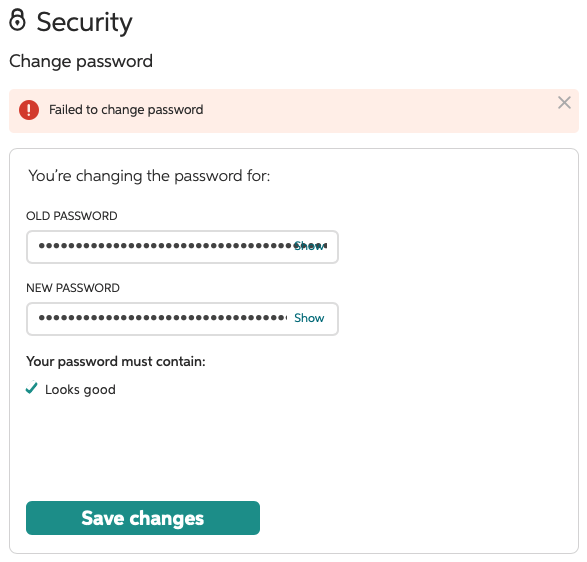 Security
Change password
Failed to change password
You're changing the password for:
OLD PASSWORD
••••••••••••••••••••••••••••••••••••••• Show
NEW PASSWORD
•••••••••••••••••••••••••••••••••• Show
Your password must contain:
Looks good
Save changes